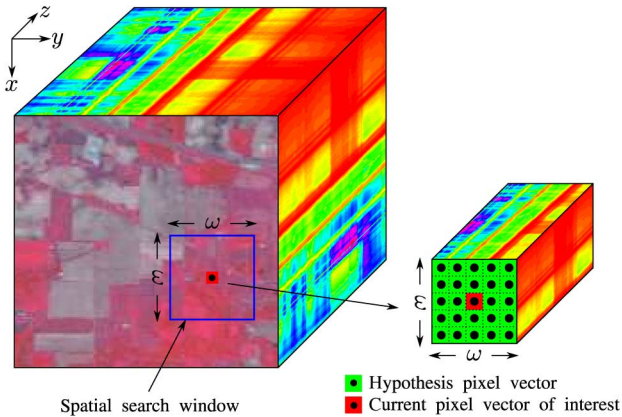 z
y
x
ω
ω
ω
ω
Spatial search window
Hypothesis pixel vector
Current pixel vector of interest